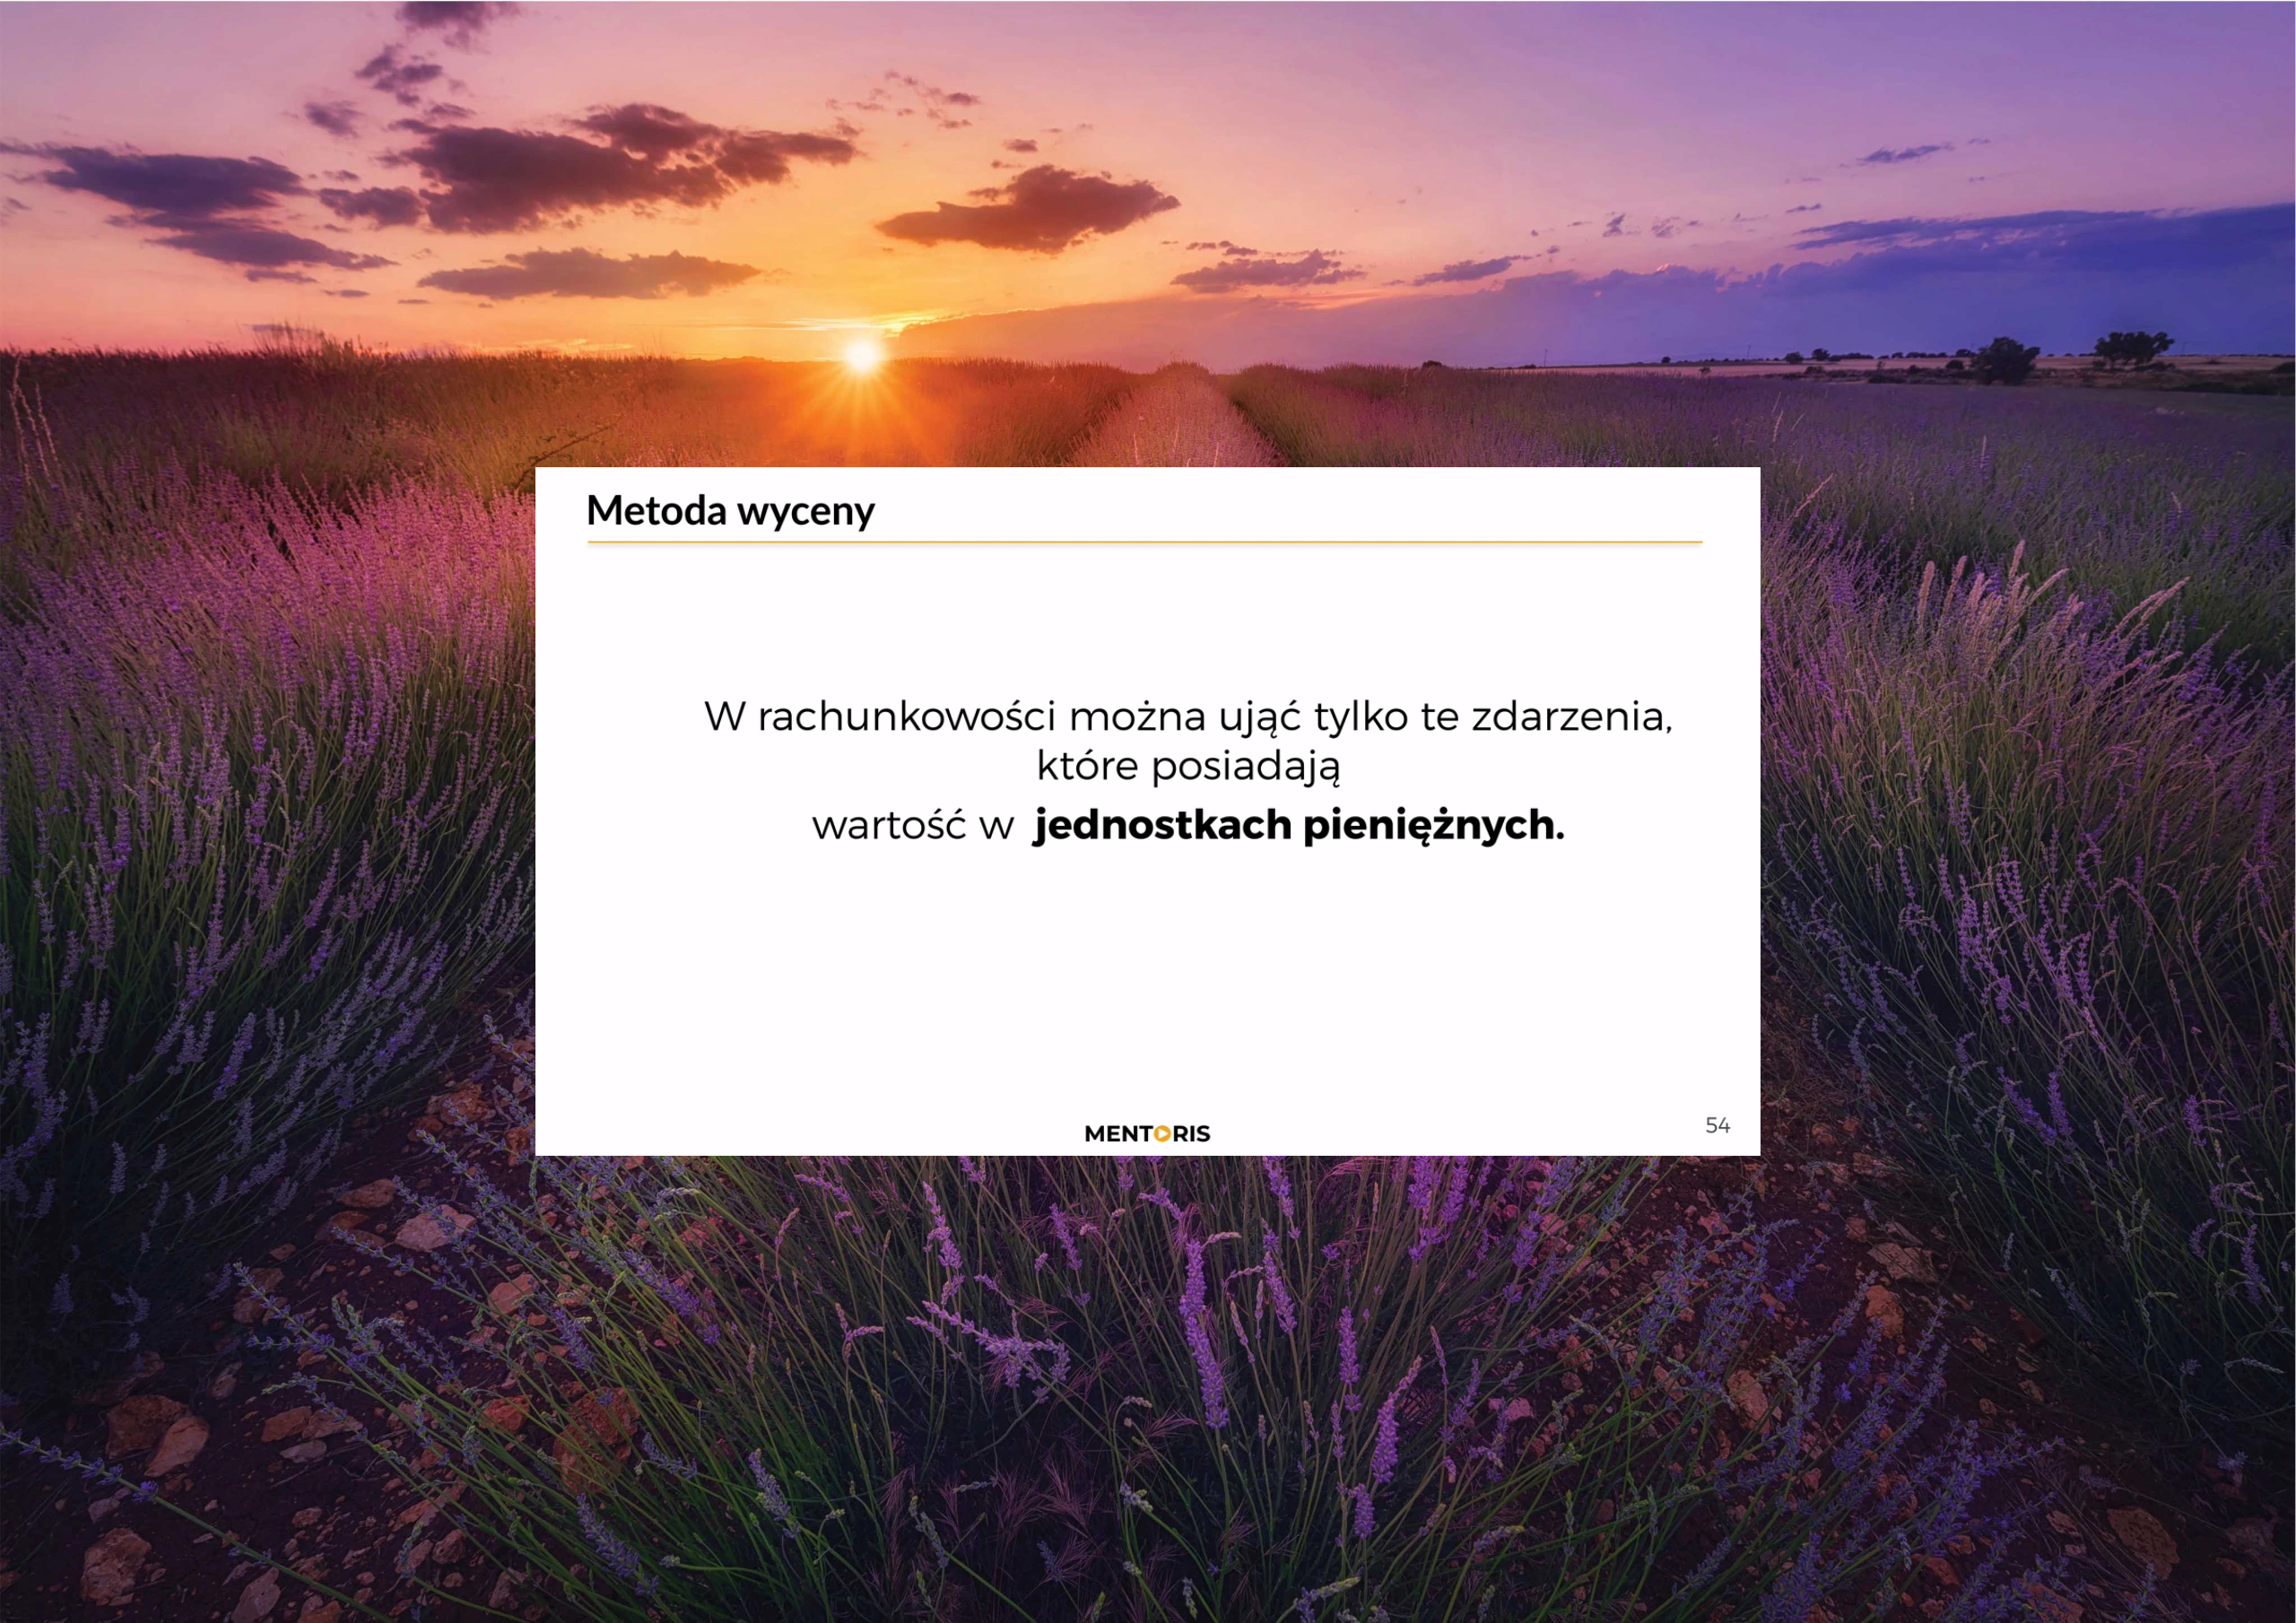 Metoda wyceny
W rachunkowości można ująć tylko te zdarzenia,
które posiadają
wartość w jednostkach pieniężnych.
MENTORIS
54